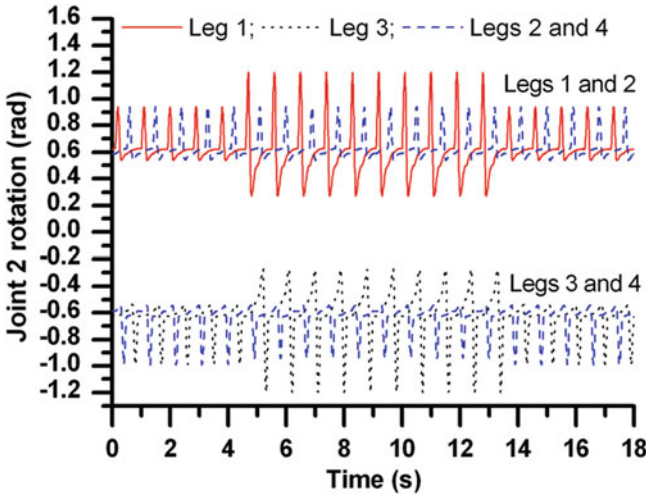 Leg 1; Leg 3; Legs 2 and 4
1.6
1.4
1.2
1.0
0.8
0.6
0.4
0.2
0.0
-0.2
-0.4
-0.6
-0.8
-1.0
-1.2
Joint 2 rotation (rad)
Legs 1 and 2
Legs 3 and 4
0 2 4 6 8 10 12 14 16 18
Time (s)